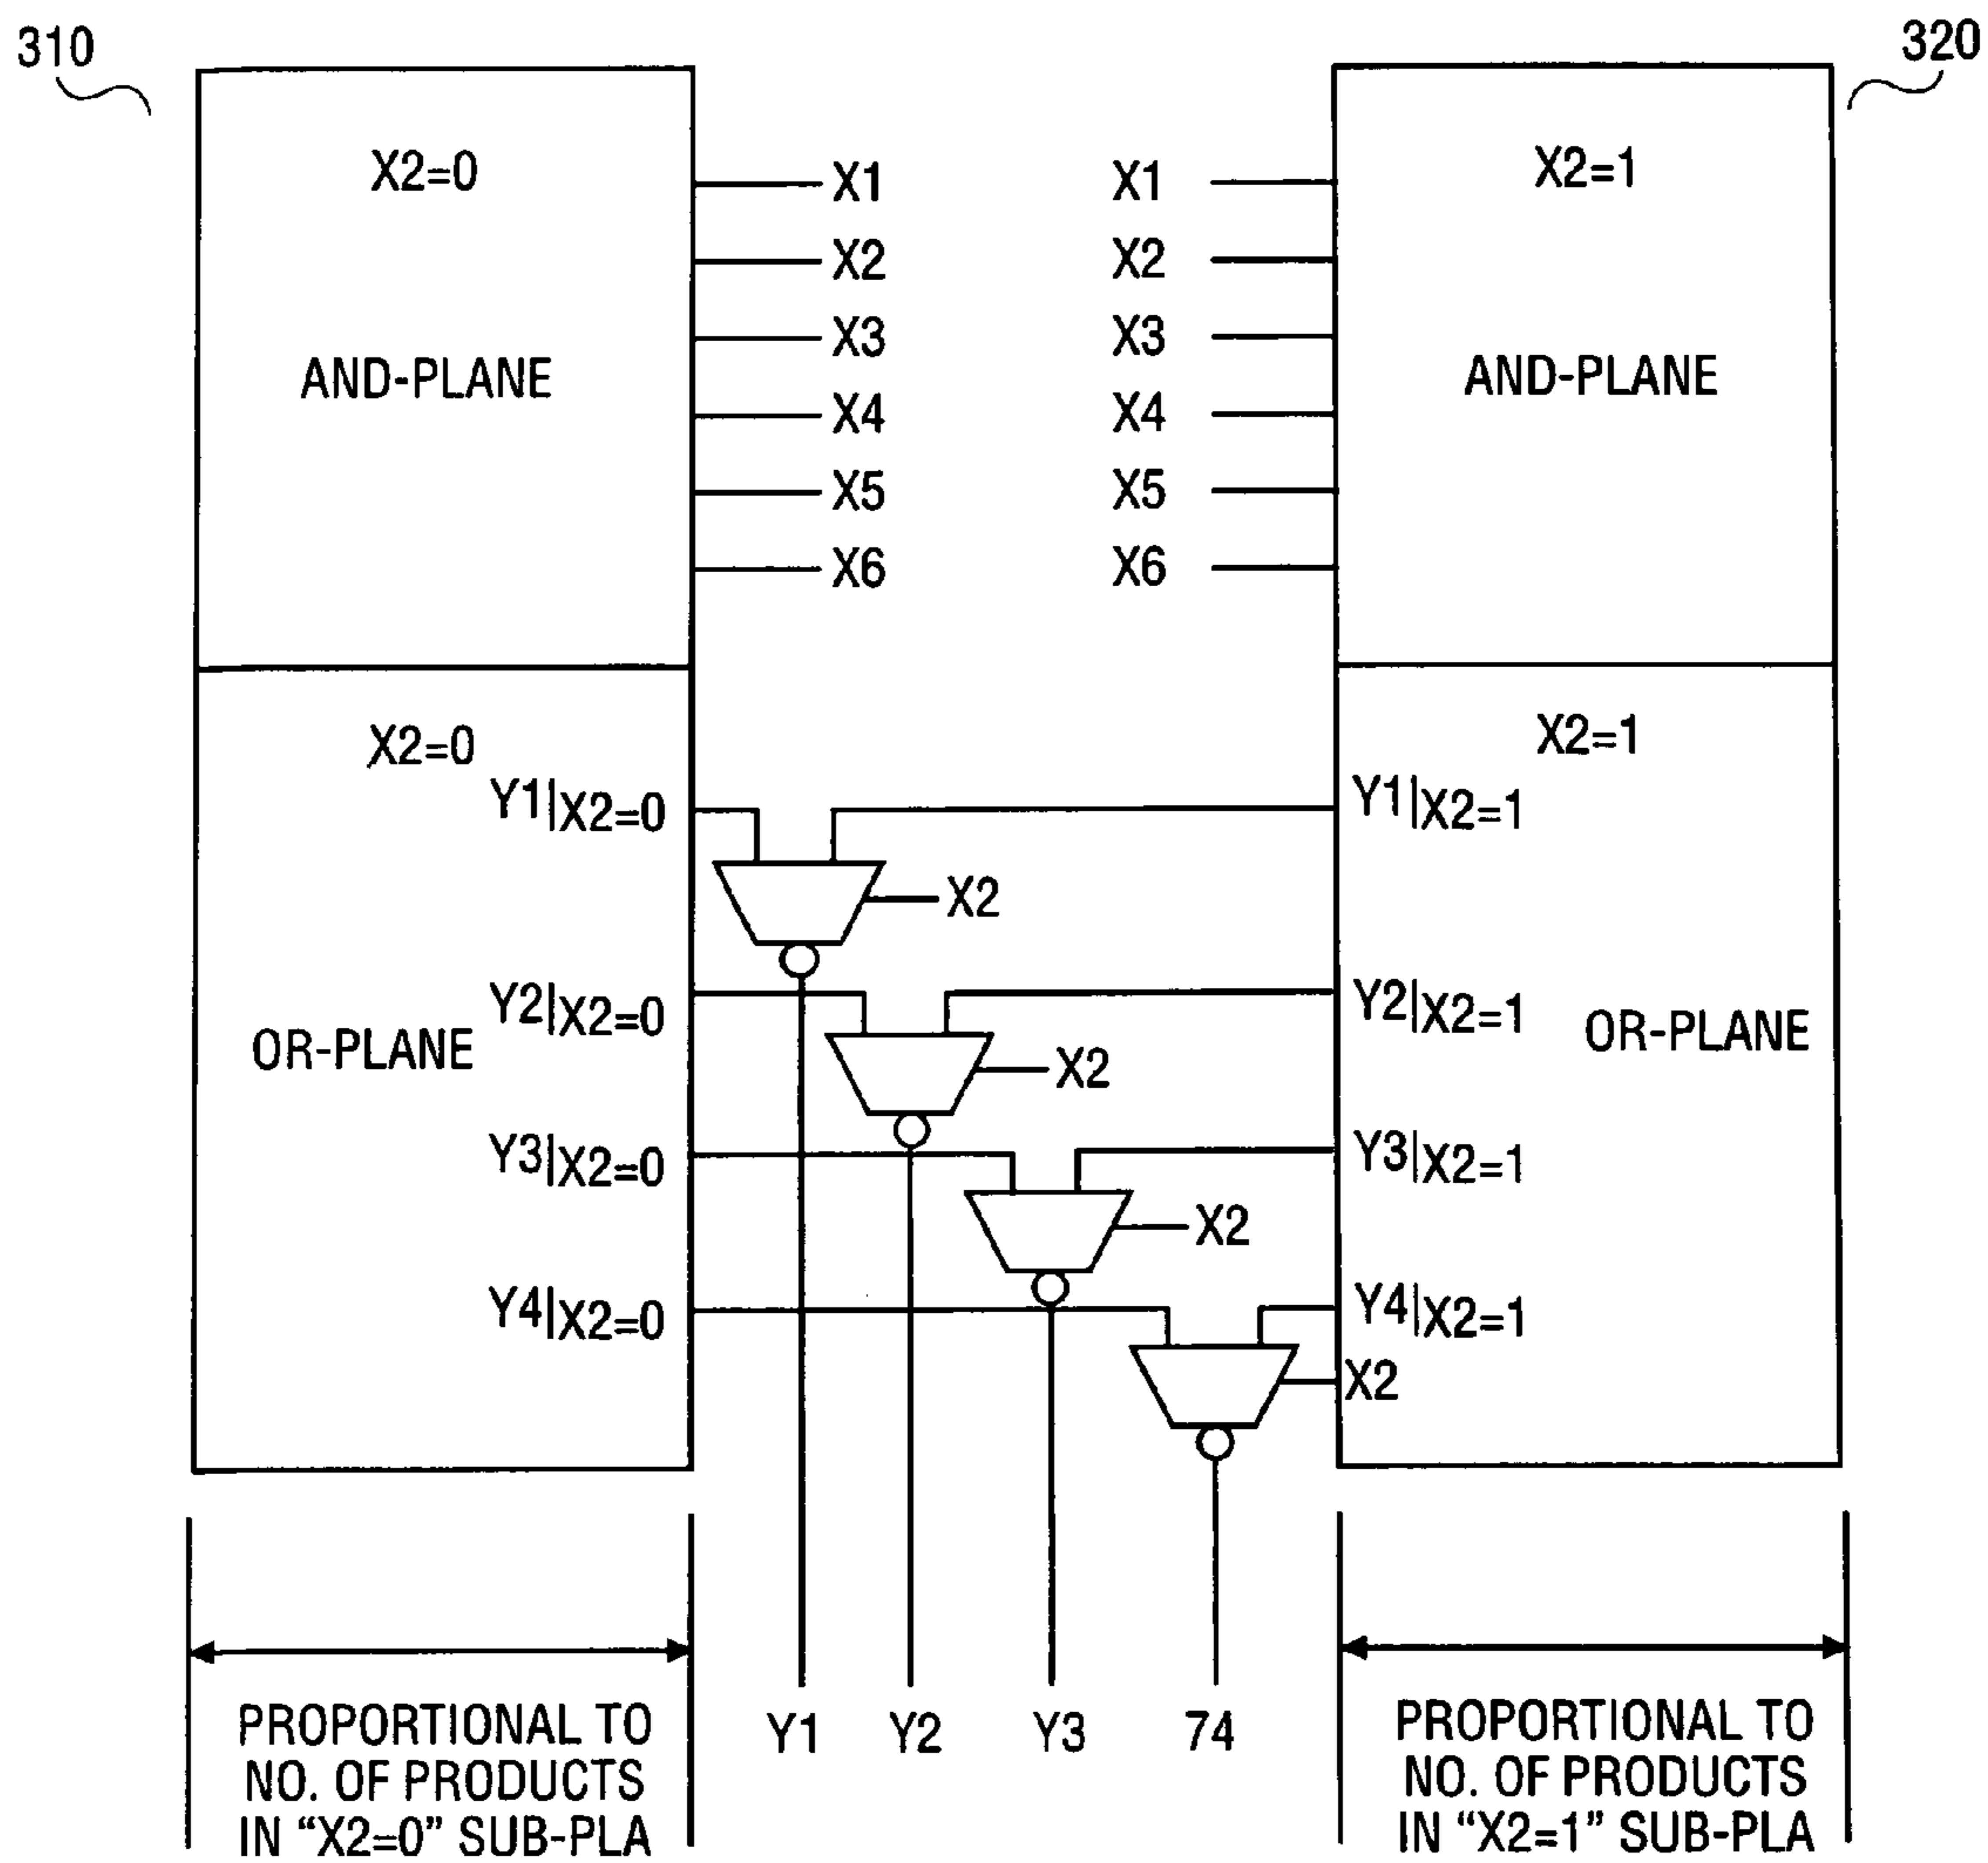 310
320
X2=0
X2=1
X1
X1
X2
X2
X3
X3
AND-PLANE
AND-PLANE
X4
X4
X5
X5
X6
X6
X2=0
X2=1
Y1|X2=0
Y1|X2=1
X2
Y2|X2=0
Y2|X2=1
OR-PLANE
OR-PLANE
X2
Y3|X2=0
Y3|X2=1
X2
Y4|X2=0
Y4|X2=1
X2
Y1
Y2
Y3
74
PROPORTIONAL TO
NO. OF PRODUCTS
IN “X2=0” SUB-PLA
PROPORTIONAL TO
NO. OF PRODUCTS
IN “X2=1” SUB-PLA